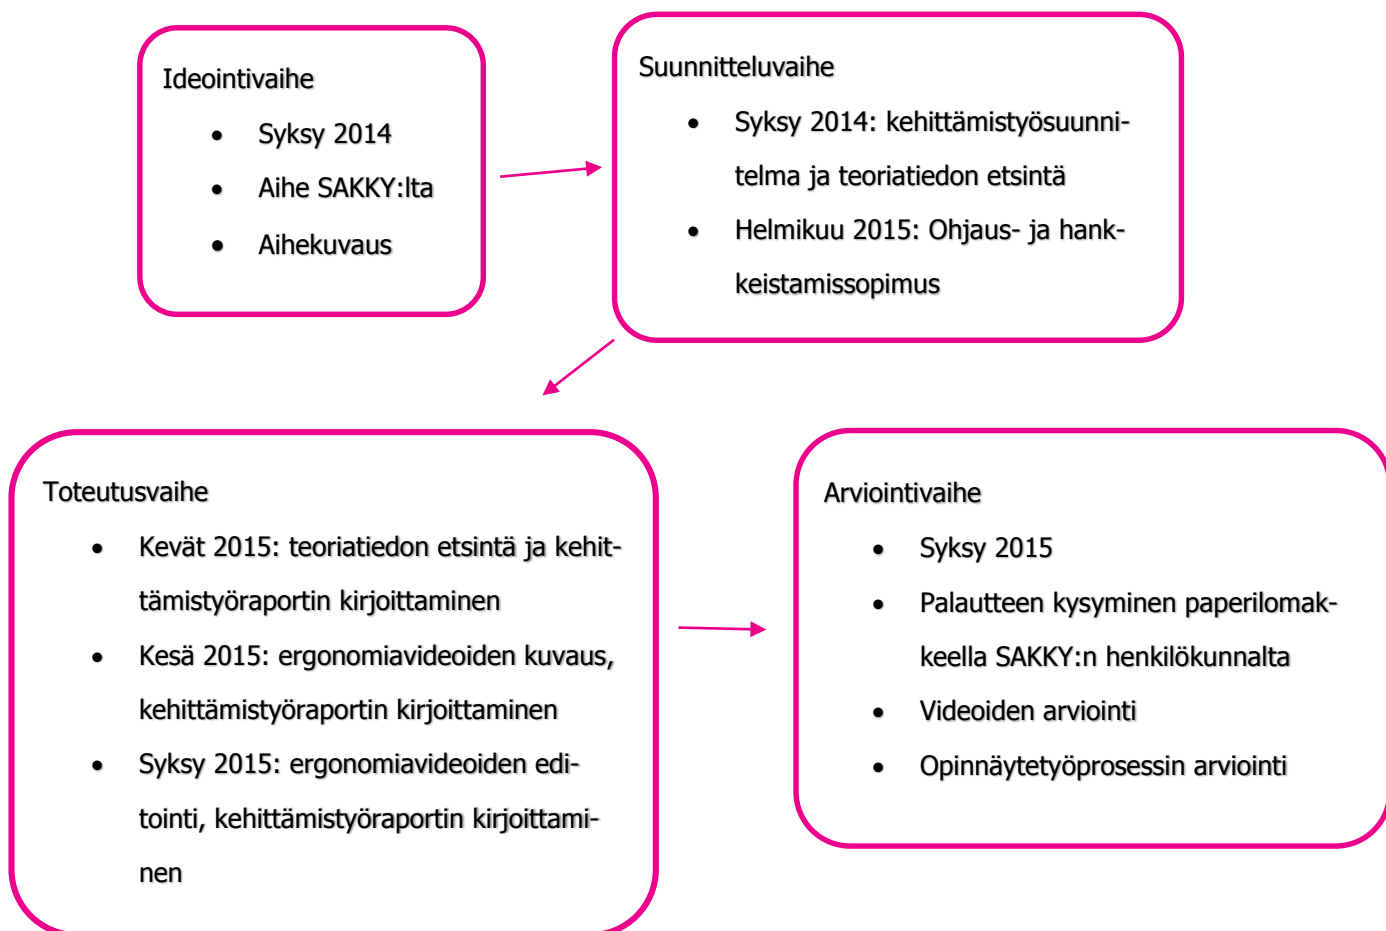 Ideointivaihe
• Syksy 2014
• Aihe SAKKY:lta
• Aihekuvaus
Suunnitteluvaihe
• Syksy 2014: kehittämistyösuunni-
telma ja teoriatiedon etsintä
• Helmikuu 2015: Ohjaus- ja hank-
keistamissopimus
Toteutusvaihe
• Kevät 2015: teoriatiedon etsintä ja kehit-
tämistyöraportin kirjoittaminen
• Kesä 2015: ergonomiavideoiden kuvaus,
kehittämistyöraportin kirjoittaminen
• Syksy 2015: ergonomiavideoiden edi-
tointi, kehittämistyöraportin kirjoittami-
nen
Arviointivaihe
• Syksy 2015
• Palautteen kysyminen paperilomak-
keella SAKKY:n henkilökunnalta
• Videoiden arviointi
• Opinnäytetyöprosessin arviointi